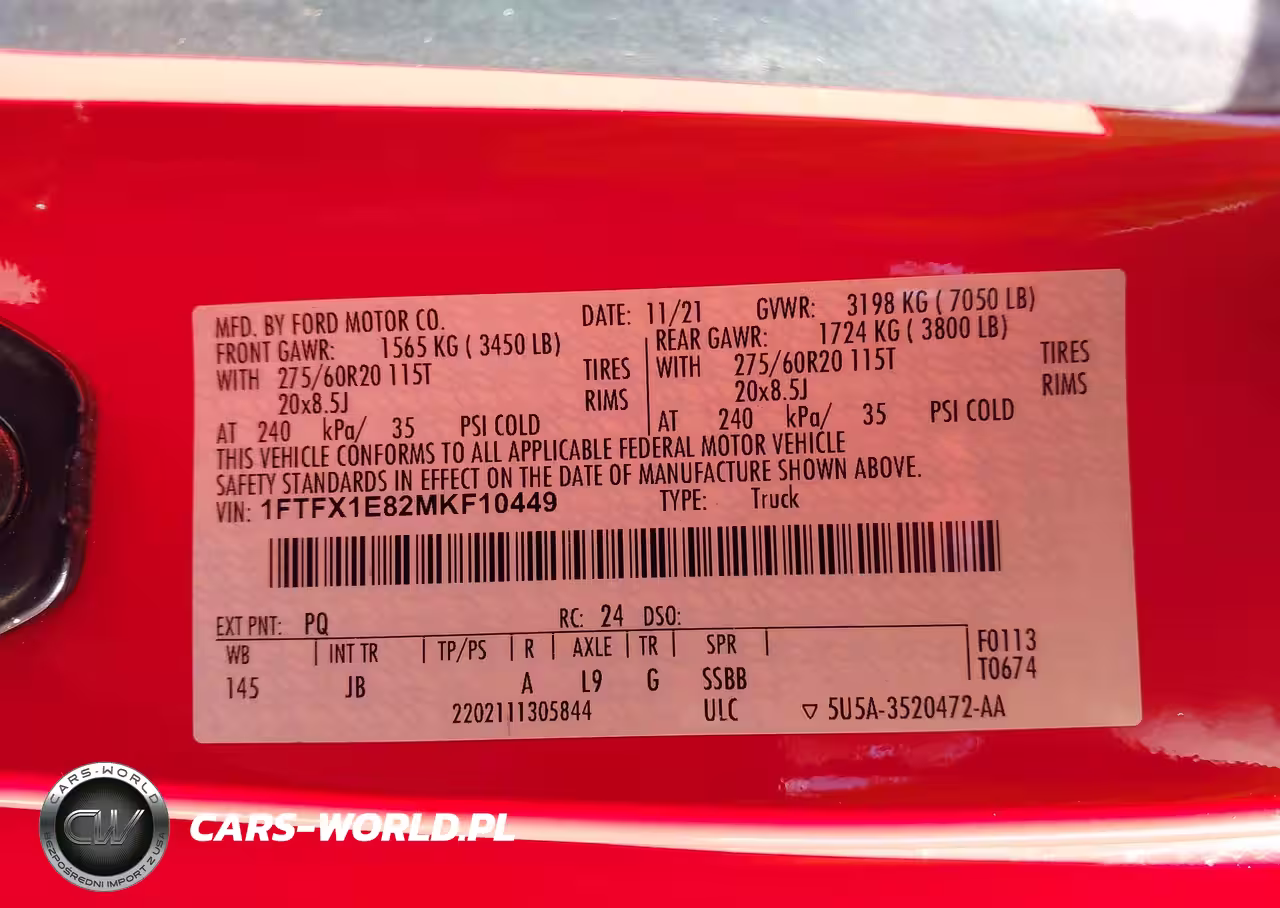 MFD. BY FORD MOTOR CO. DATE: 11/21 GVWR: 3198 KG ( 7050 LB)
FRONT GAWR: 1565 KG ( 3450 LB) REAR GAWR: 1724 KG ( 3800 LB)
WITH 275/60R20 115T TIRES WITH 275/60R20 115T TIRES
20x8.5J RIMS 20x8.5J RIMS
AT 240 kPa/ 35 PSI COLD AT 240 kPa/ 35 PSI COLD
THIS VEHICLE CONFORMS TO ALL APPLICABLE FEDERAL MOTOR VEHICLE
SAFETY STANDARDS IN EFFECT ON THE DATE OF MANUFACTURE SHOWN ABOVE.
VIN: 1FTFX1E82MKF10449 TYPE: Truck
EXT PNT: PQ RC: 24 DSO:
WB INT TR TP/PS R AXLE TR SPR F0113
145 JB A L9 G SSBB T0674
2202111305844 ULC ▽ 5U5A-3520472-AA
CARS-WORLD
CW
BEZPOŚREDNI IMPORT Z USA
CARS-WORLD.PL